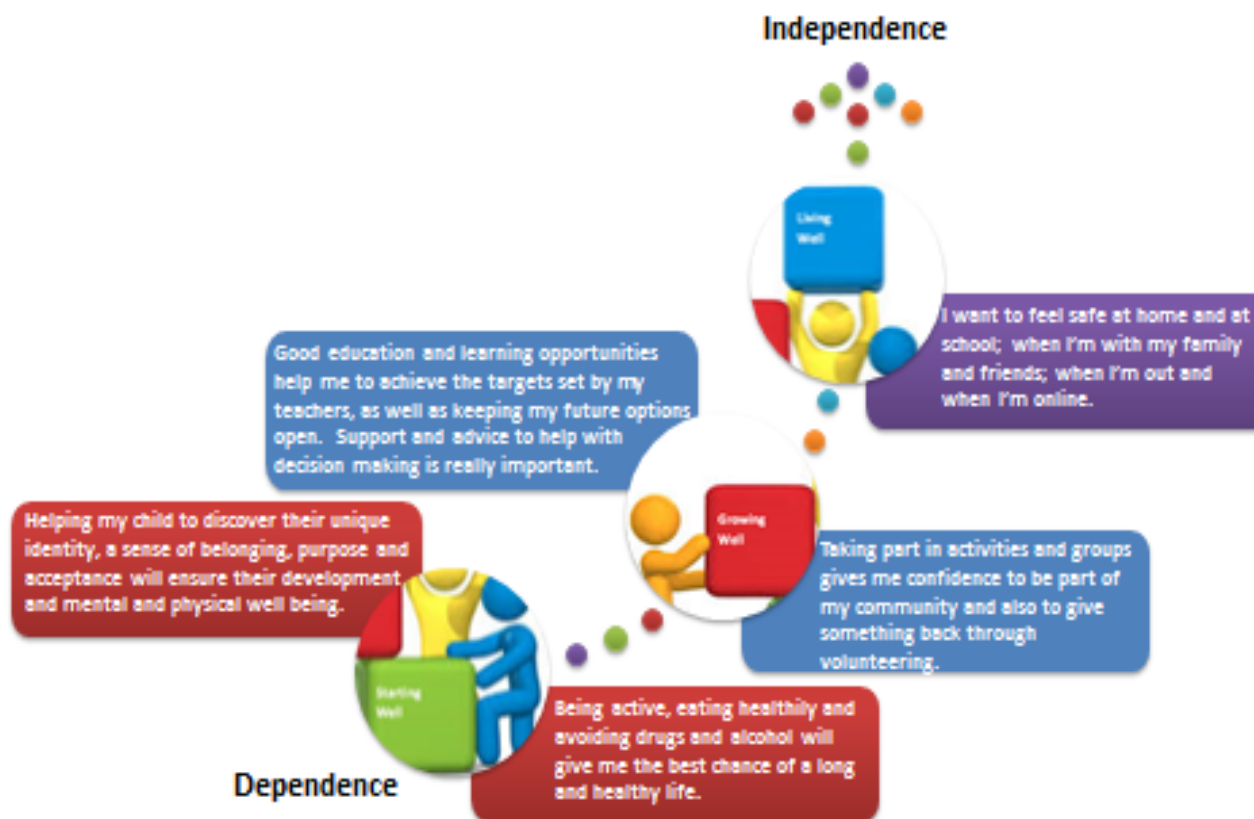 Independence
Living
Well
I want to feel safe at home and at
school; when I'm with my family
and friends; when I'm out and
when I'm online.
Good education and learning opportunities
help me to achieve the targets set by my
teachers, as well as keeping my future options
open. Support and advice to help with
decision making is really important.
Growing
Well
Helping my child to discover their unique
identity, a sense of belonging, purpose and
acceptance will ensure their development
and mental and physical well being.
Taking part in activities and groups
gives me confidence to be part of
my community and also to give
something back through
volunteering.
Starting
Well
Being active, eating healthily and
avoiding drugs and alcohol will
give me the best chance of a long
and healthy life.
Dependence